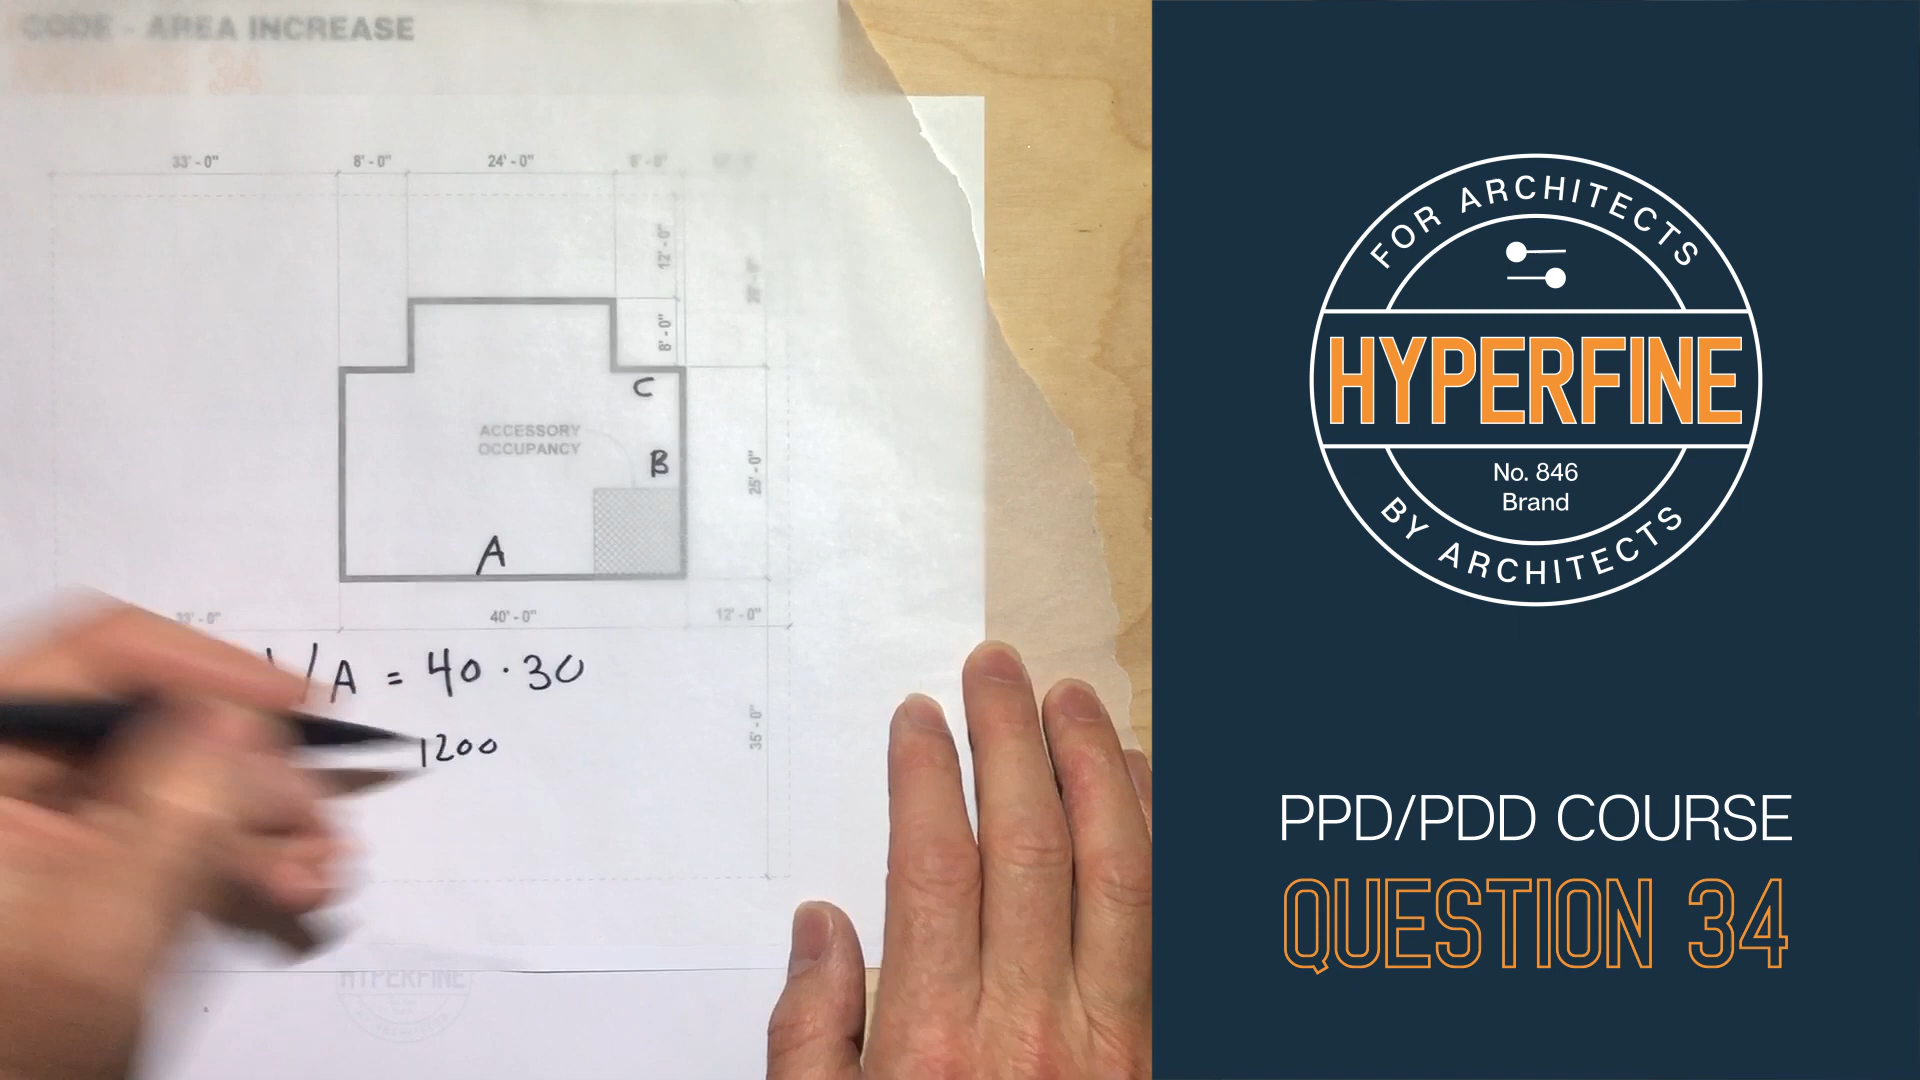 CODE - AREA INCREASE
34
33' - 0"
8' - 0"
24' - 0"
8' - 0"
12' - 0"
8' - 0"
C
ACCESSORY
OCCUPANCY
B
25' - 0"
A
33' - 0"
40' - 0"
12' - 0"
/A = 40 · 30
1200
35' - 0"
HYPERFINE
FOR ARCHITECTS
HYPERFINE
No. 846
Brand
BY ARCHITECTS
PPD/PDD COURSE
QUESTION 34